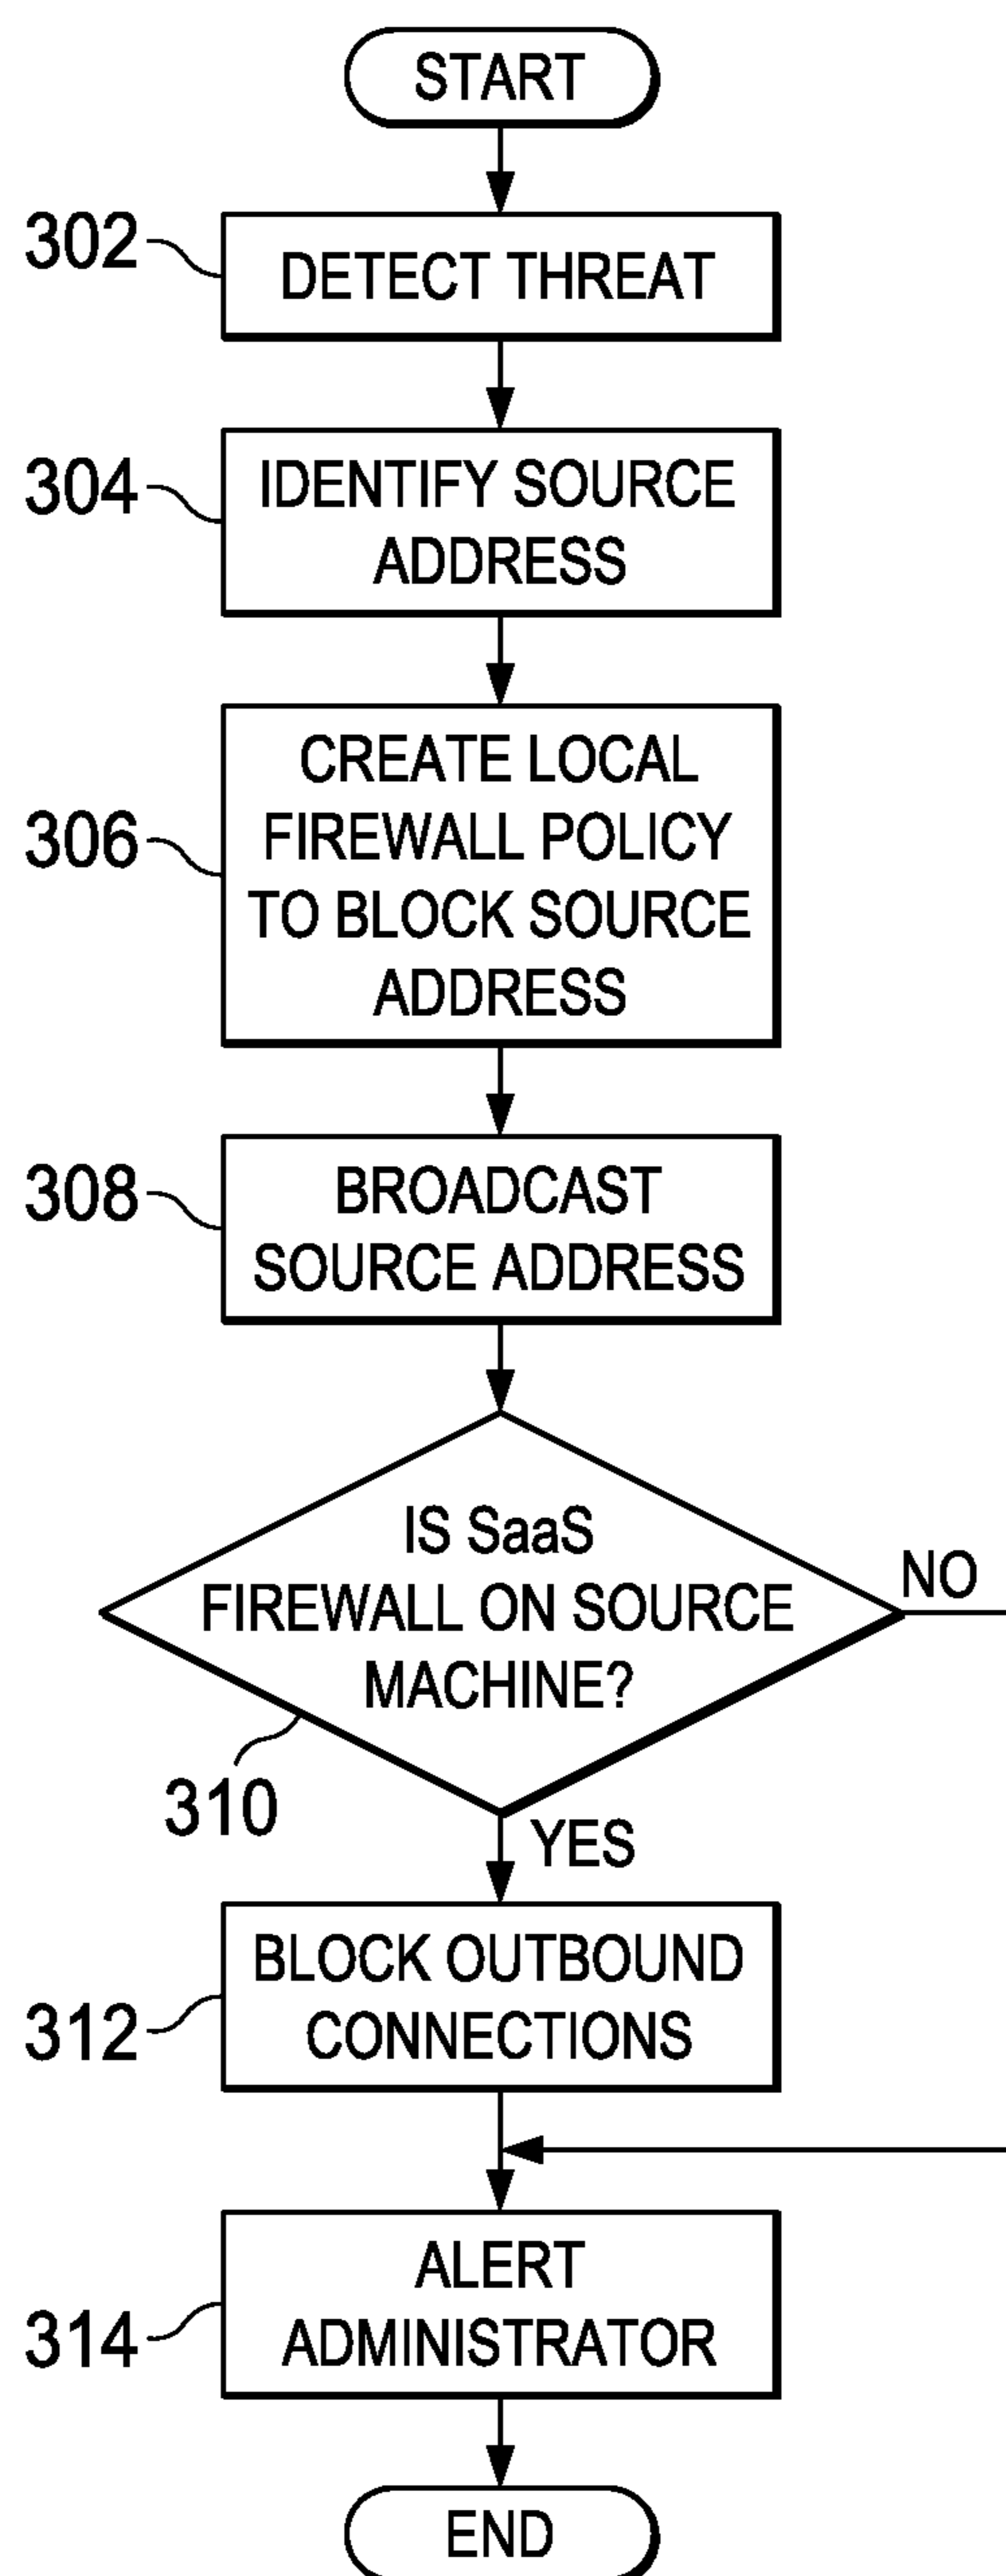 START
302
DETECT THREAT
304
IDENTIFY SOURCE
ADDRESS
306
CREATE LOCAL
FIREWALL POLICY
TO BLOCK SOURCE
ADDRESS
308
BROADCAST
SOURCE ADDRESS
IS SaaS
FIREWALL ON SOURCE
MACHINE?
NO
310
YES
312
BLOCK OUTBOUND
CONNECTIONS
314
ALERT
ADMINISTRATOR
END